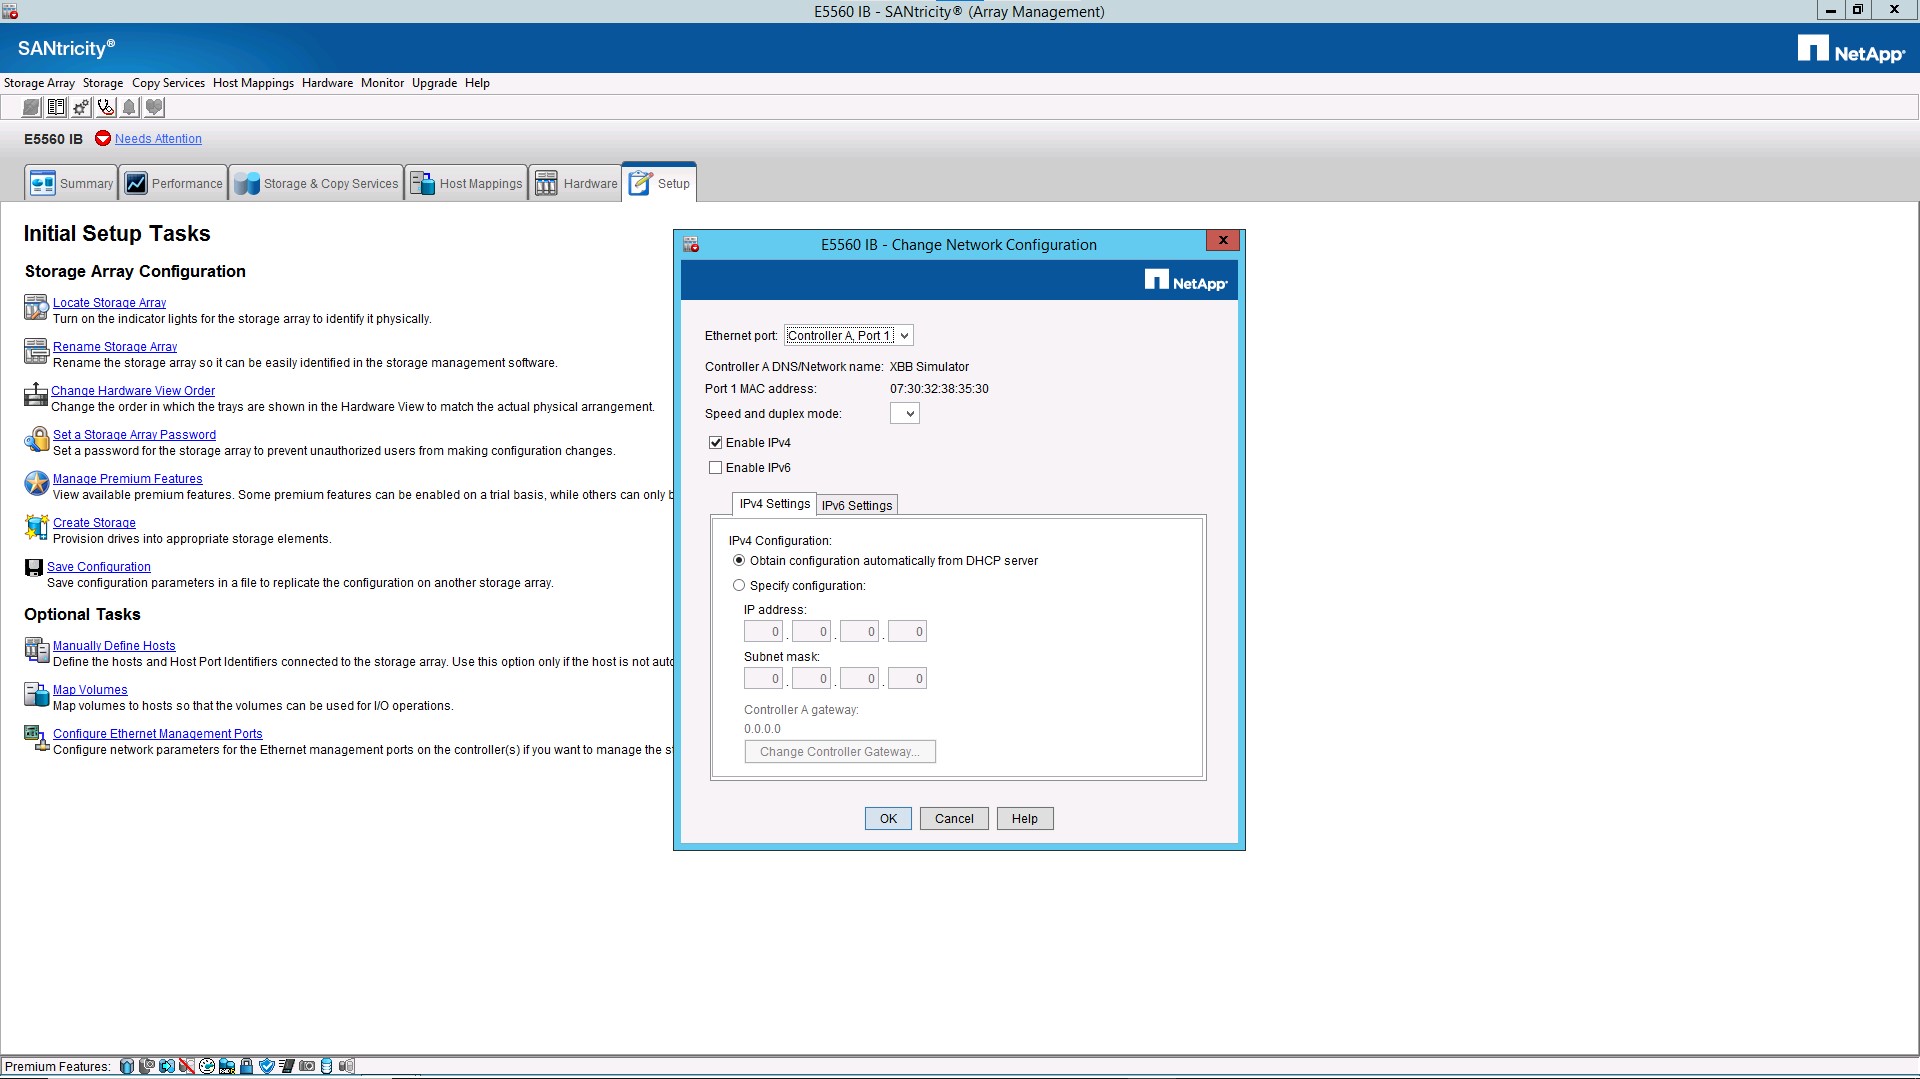 E5560 IB - SANtricity® (Array Management)
SANtricity®
NetApp®
Storage Array Storage Copy Services Host Mappings Hardware Monitor Upgrade Help
E5560 IB Needs Attention
Summary Performance Storage & Copy Services Host Mappings Hardware Setup
Initial Setup Tasks
Storage Array Configuration
Locate Storage Array
Turn on the indicator lights for the storage array to identify it physically.
Rename Storage Array
Rename the storage array so it can be easily identified in the storage management software.
Change Hardware View Order
Change the order in which the trays are shown in the Hardware View to match the actual physical arrangement.
Set a Storage Array Password
Set a password for the storage array to prevent unauthorized users from making configuration changes.
Manage Premium Features
View available premium features. Some premium features can be enabled on a trial basis, while others can only b
Create Storage
Provision drives into appropriate storage elements.
Save Configuration
Save configuration parameters in a file to replicate the configuration on another storage array.
Optional Tasks
Manually Define Hosts
Define the hosts and Host Port Identifiers connected to the storage array. Use this option only if the host is not auto
Map Volumes
Map volumes to hosts so that the volumes can be used for I/O operations.
Configure Ethernet Management Ports
Configure network parameters for the Ethernet management ports on the controller(s) if you want to manage the s
E5560 IB - Change Network Configuration
NetApp®
Ethernet port: Controller A, Port 1
Controller A DNS/Network name: XBB Simulator
Port 1 MAC address: 07:30:32:38:35:30
Speed and duplex mode:
Enable IPv4
Enable IPv6
IPv4 Settings IPv6 Settings
IPv4 Configuration:
Obtain configuration automatically from DHCP server
Specify configuration:
IP address:
0 . 0 . 0 . 0
Subnet mask:
0 . 0 . 0 . 0
Controller A gateway:
0.0.0.0
Change Controller Gateway...
OK Cancel Help
Premium Features: